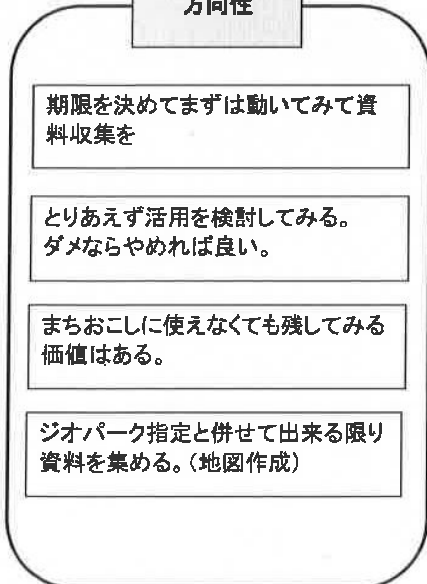 方向性
期限を決めてまずは動いてみて資
料収集を
とりあえず活用を検討してみる。
ダメならやめれば良い。
まちおこしに使えなくても残してみる
価値はある。
ジオパーク指定と併せて出来る限り
資料を集める。（地図作成）